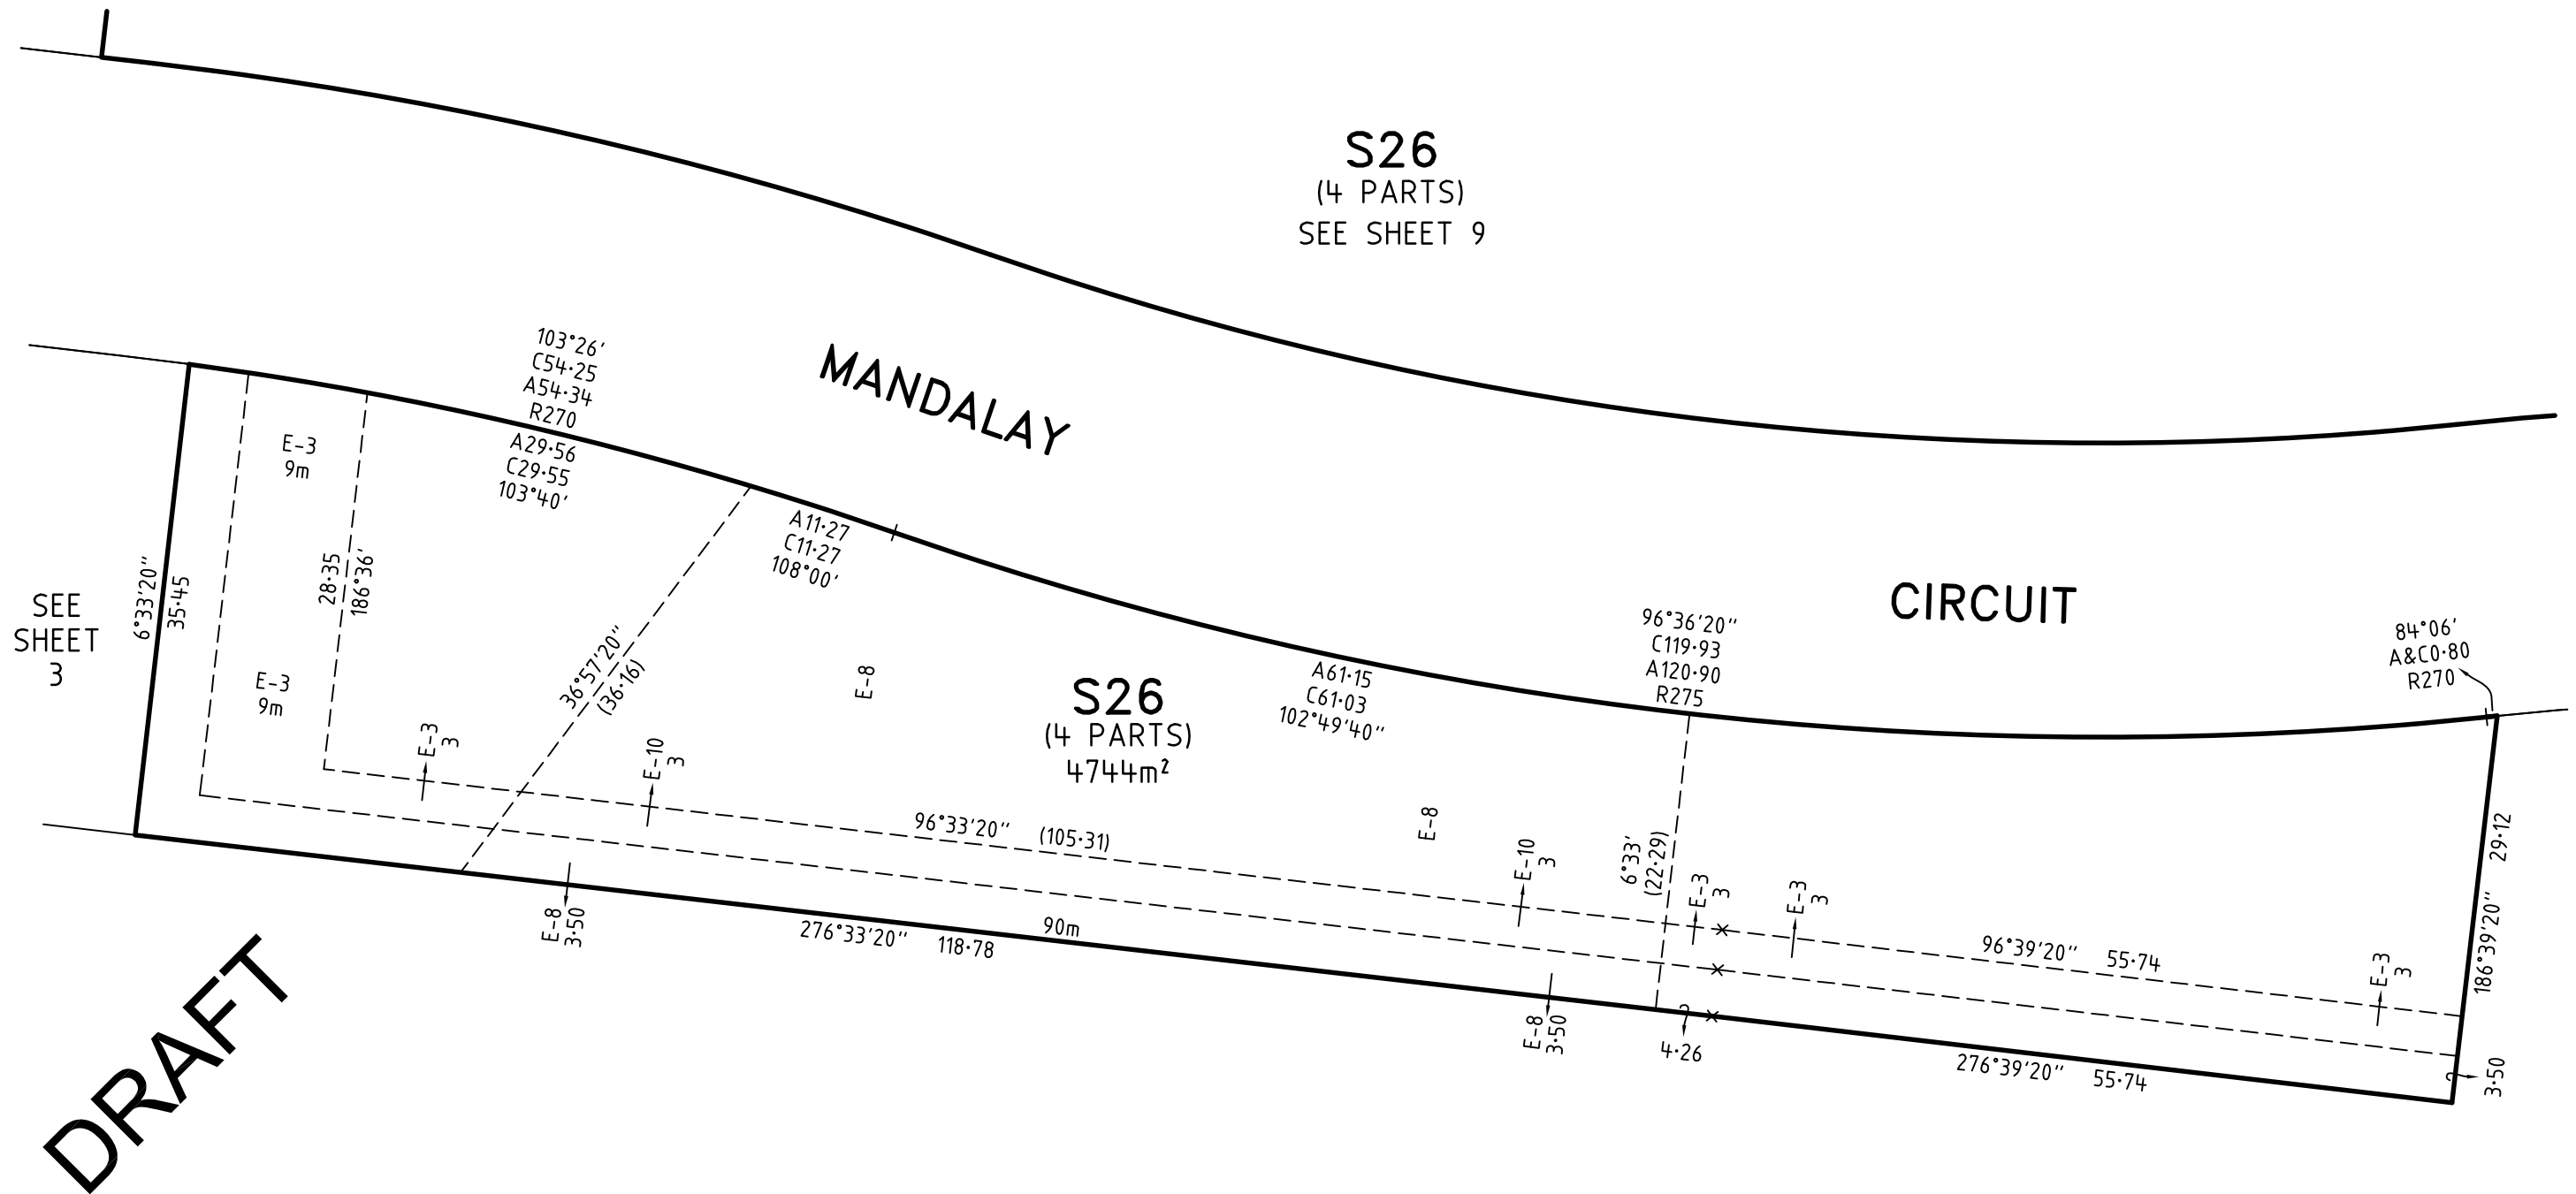 S26
(4 PARTS)
SEE SHEET 9
103°26'
C54·25
A54·34
R270
A29·56
C29·55
103°40'
MANDALAY
CIRCUIT
E-3
9m
A11·27
C11·27
108°00'
28·35
186°36'
6°33'20"
35·45
SEE
SHEET
3
E-3
9m
36°57'20"
(36·16)
E-8
S26
(4 PARTS)
4744m²
A61·15
C61·03
102°49'40"
96°36'20"
C119·93
A120·90
R275
84°06'
A&C0·80
R270
E-3
3
E-10
3
96°33'20" (105·31)
E-8
E-10
3
6°33'
(22·29)
E-3
3
E-3
3
96°39'20" 55·74
E-3
3
29·12
186°39'20"
E-8
3·50
90m
276°33'20" 118·78
E-8
3·50
4·26
276°39'20" 55·74
3·50
DRAFT